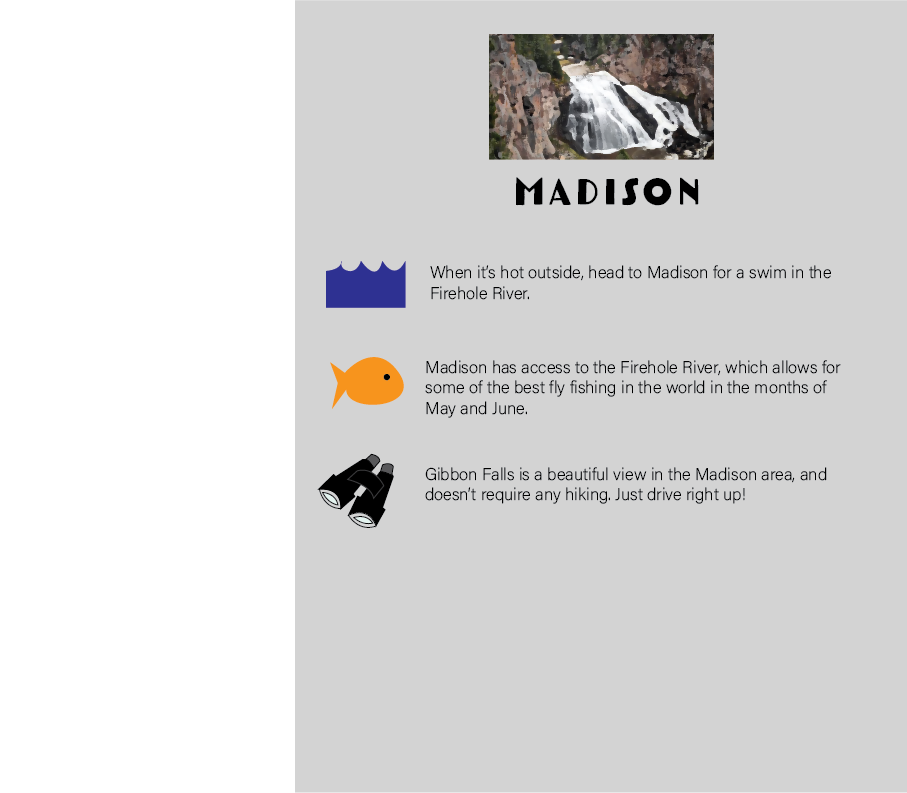 MADISON
When it’s hot outside, head to Madison for a swim in the
Firehole River.
Madison has access to the Firehole River, which allows for
some of the best fly fishing in the world in the months of
May and June.
Gibbon Falls is a beautiful view in the Madison area, and
doesn’t require any hiking. Just drive right up!